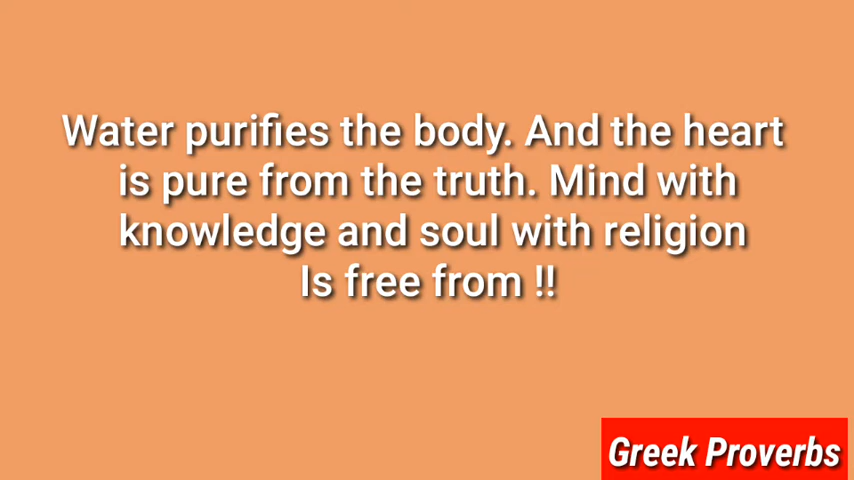 Water purifies the body. And the heart
is pure from the truth. Mind with
knowledge and soul with religion
Is free from !!
Greek Proverbs